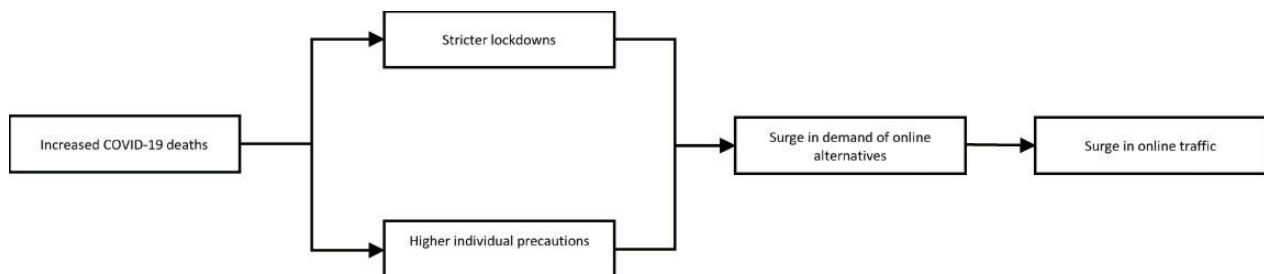 Stricter lockdowns
Increased COVID-19 deaths
Surge in demand of online
alternatives
Surge in online traffic
Higher individual precautions